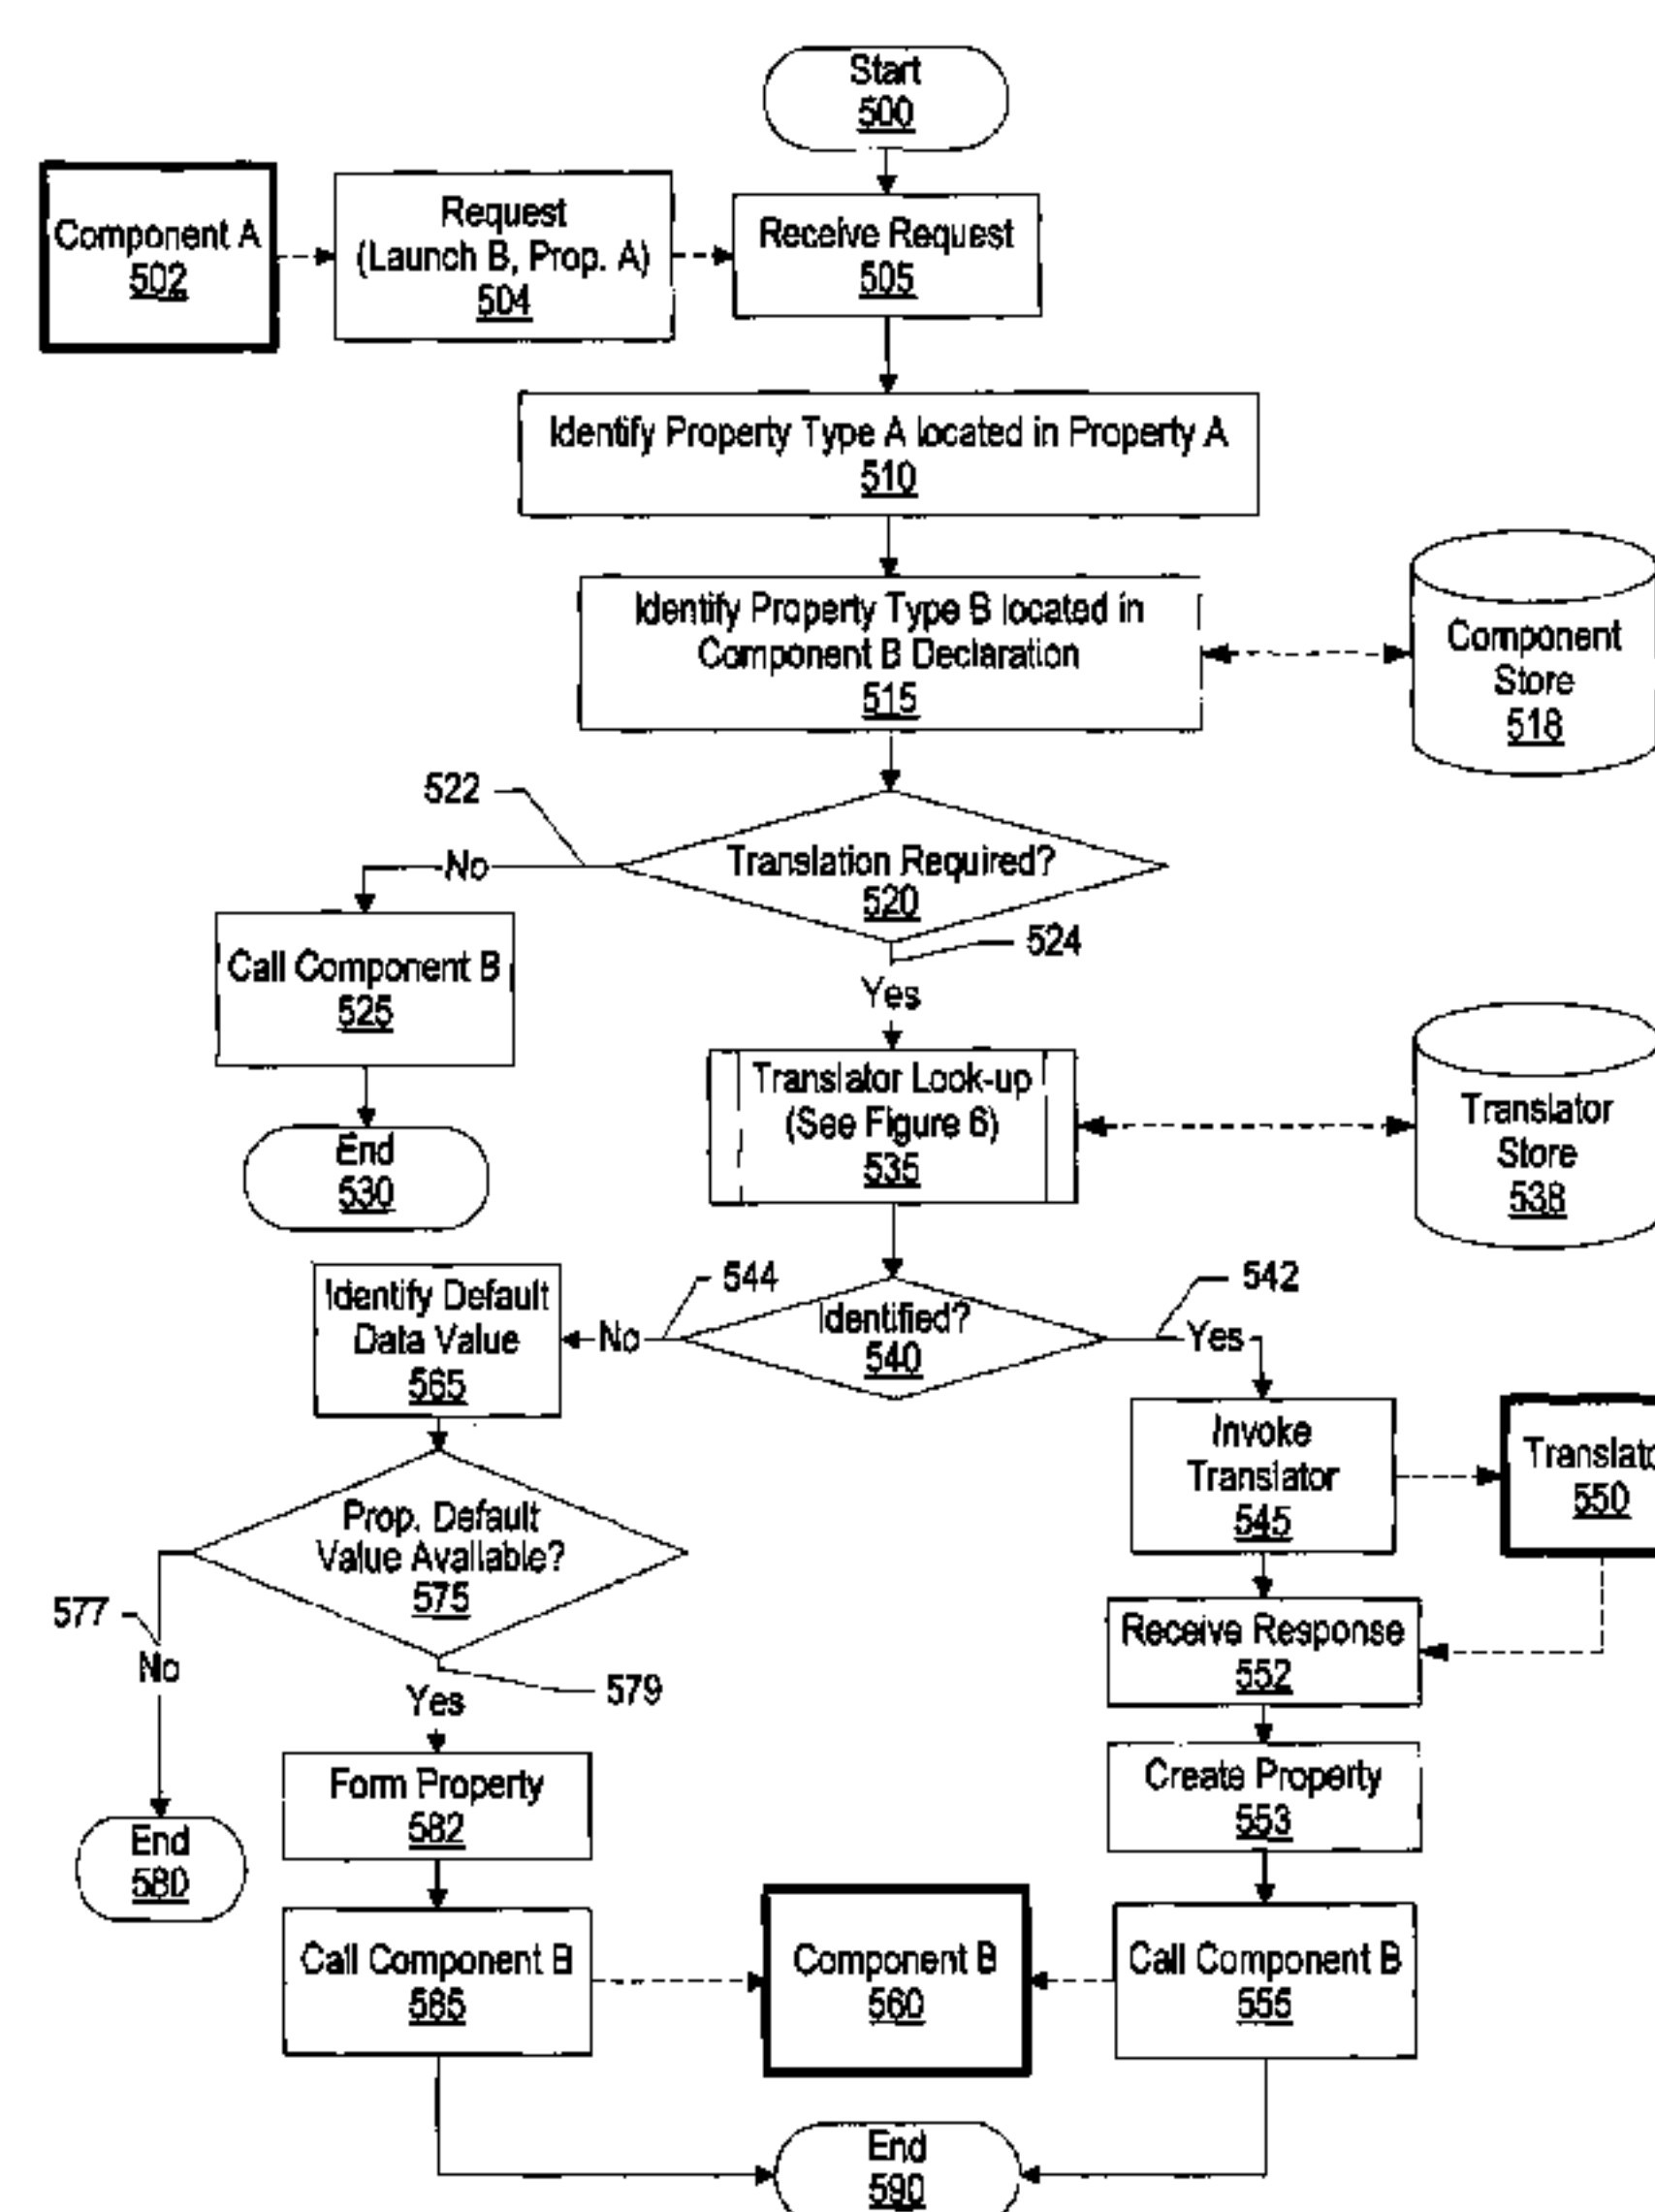 Start
500
Component A
502
Request
(Launch B, Prop. A)
504
Receive Request
505
Identify Property Type A located in Property A
510
Identify Property Type B located in
Component B Declaration
515
Component
Store
518
522
No
Translation Required?
520
524
Yes
Call Component B
525
End
530
Translator Look-up
(See Figure 6)
535
Translator
Store
538
Identify Default
Data Value
565
544
No
Identified?
540
542
Yes
Invoke
Translator
545
Translato
550
Prop. Default
Value Available?
575
577
No
579
Yes
Receive Response
552
Form Property
582
Create Property
553
End
580
Call Component B
585
Component B
560
Call Component B
555
End
590